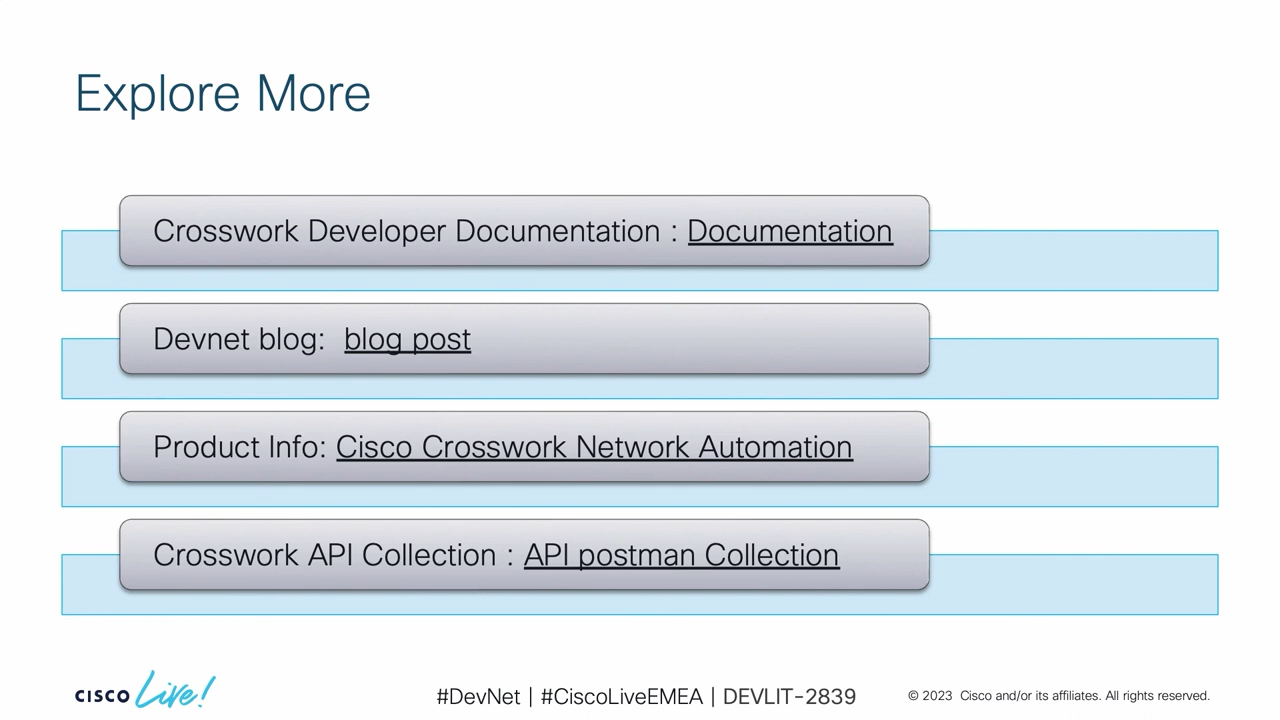 Explore More
Crosswork Developer Documentation : Documentation
Devnet blog:  blog post
Product Info: Cisco Crosswork Network Automation
Crosswork API Collection : API postman Collection
CISCO Live!
#DevNet | #CiscoLiveEMEA | DEVLIT-2839
© 2023  Cisco and/or its affiliates. All rights reserved.